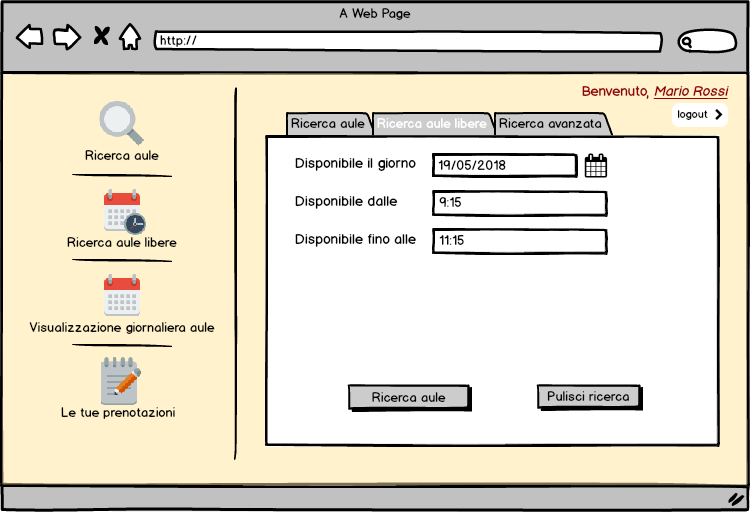 A Web Page
http://
Benvenuto, Mario Rossi
logout
Ricerca aule
Ricerca aule libere
Visualizzazione giornaliera aule
Le tue prenotazioni
Ricerca aule Ricerca aule libere Ricerca avanzata
Disponibile il giorno 19/05/2018
Disponibile dalle 9:15
Disponibile fino alle 11:15
Ricerca aule Pulisci ricerca